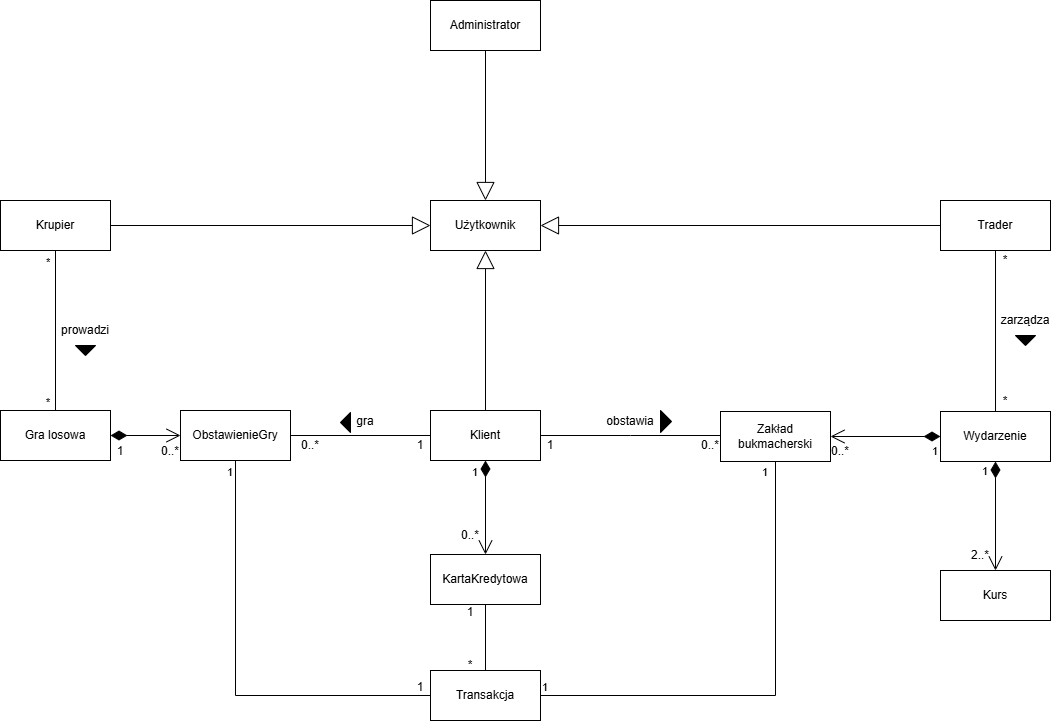 Administrator
Krupier
Użytkownik
Trader
*
*
prowadzi
zarządza
*
*
Gra losowa
1
0..*
ObstawienieGry
gra
0..*
1
Klient
obstawia
1
0..*
Zakład
bukmacherski
0..*
1
Wydarzenie
1
1
1
1
0..*
2..*
KartaKredytowa
Kurs
1
*
1
Transakcja
1